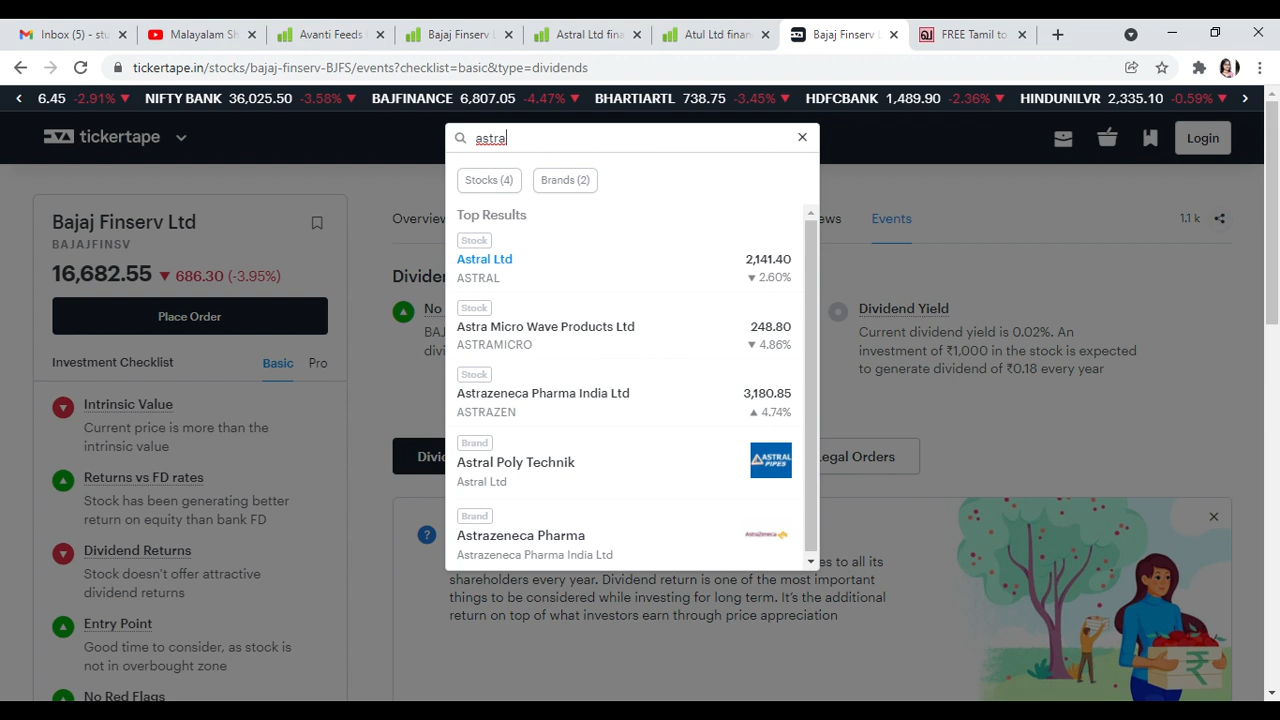 Inbox (5) - stu
Malayalam Sh
Avanti Feeds
Bajaj Finserv L
Astral Ltd fina
Atul Ltd financ
Bajaj Finserv L
FREE Tamil to
tickertape.in/stocks/bajaj-finserv-BJFS/events?checklist=basic&type=dividends
6.45 -2.91% NIFTY BANK 36,025.50 -3.58% BAJFINANCE 6,807.05 -4.47% BHARTIARTL 738.75 -3.45% HDFCBANK 1,489.90 -2.36% HINDUNILVR 2,335.10 -0.59%
tickertape
Login
astra
Stocks (4)
Brands (2)
Top Results
Stock
Astral Ltd 2,141.40
ASTRAL 2.60%
Stock
Astra Micro Wave Products Ltd 248.80
ASTRAMICRO 4.86%
Stock
Astrazeneca Pharma India Ltd 3,180.85
ASTRAZEN 4.74%
Brand
Astral Poly Technik
Astral Ltd
ASTRAL
PIPES
Brand
Astrazeneca Pharma
Astrazeneca Pharma India Ltd
AstraZeneca
Bajaj Finserv Ltd
BAJAJFINSV
16,682.55 686.30 (-3.95%)
Place Order
Investment Checklist Basic Pro
Intrinsic Value
Current price is more than the
intrinsic value
Returns vs FD rates
Stock has been generating better
return on equity than bank FD
Dividend Returns
Stock doesn't offer attractive
dividend returns
Entry Point
Good time to consider, as stock is
not in overbought zone
No Red Flags
Overview
Events
1.1 k
No
Dividend Yield
Current dividend yield is 0.02%. An
investment of ₹1,000 in the stock is expected
to generate dividend of ₹0.18 every year
Legal Orders
es to all its
shareholders every year. Dividend return is one of the most important
things to be considered while investing for long term. It's the additional
return on top of what investors earn through price appreciation
₹